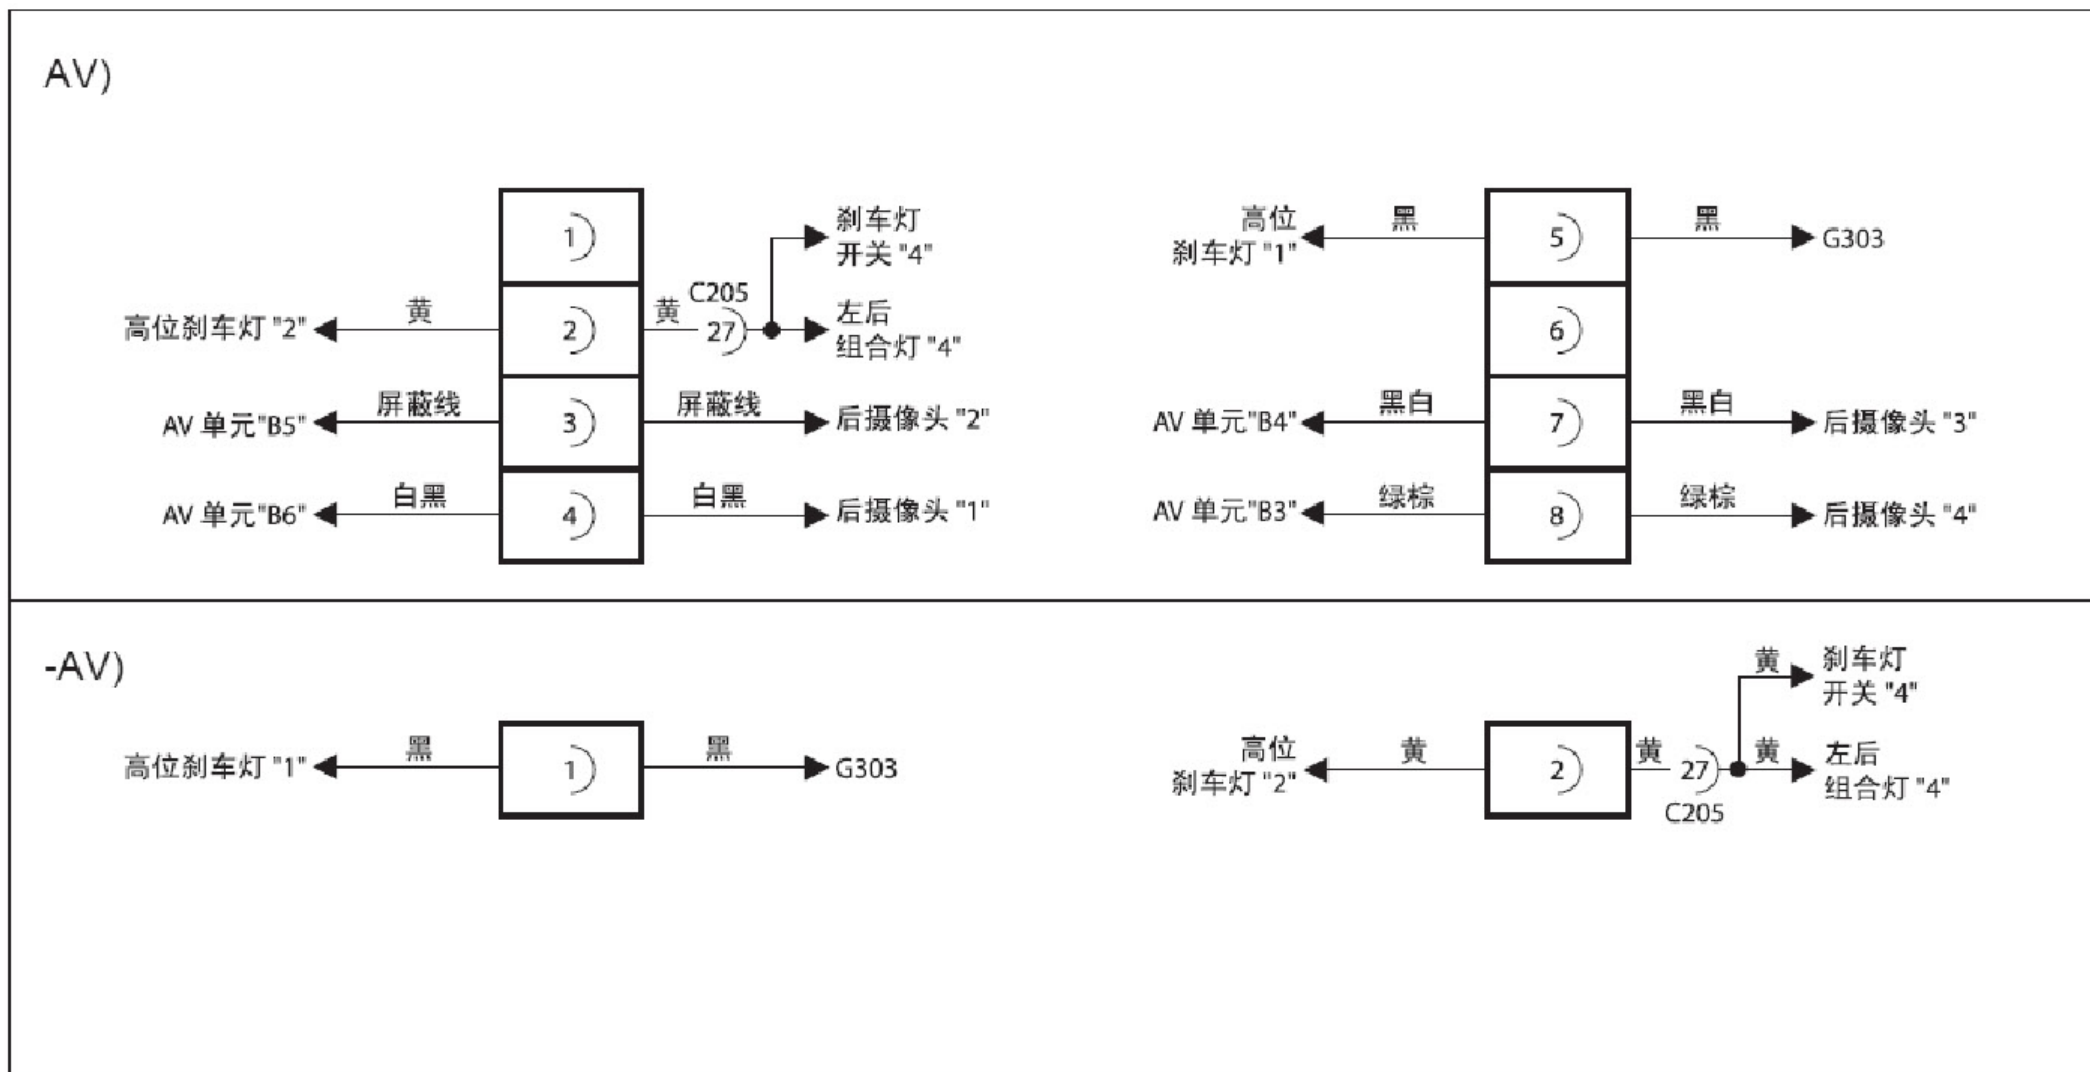 AV)
1
刹车灯
开关 "4"
高位刹车灯 "2"
黄
2
黄
C205
27
左后
组合灯 "4"
AV 单元"B5"
屏蔽线
3
屏蔽线
后摄像头 "2"
AV 单元"B6"
白黑
4
白黑
后摄像头 "1"
高位
刹车灯 "1"
黑
5
黑
G303
6
AV 单元"B4"
黑白
7
黑白
后摄像头 "3"
AV 单元"B3"
绿棕
8
绿棕
后摄像头 "4"
-AV)
高位刹车灯 "1"
黑
1
黑
G303
高位
刹车灯 "2"
黄
2
黄
27
C205
黄
刹车灯
开关 "4"
黄
左后
组合灯 "4"